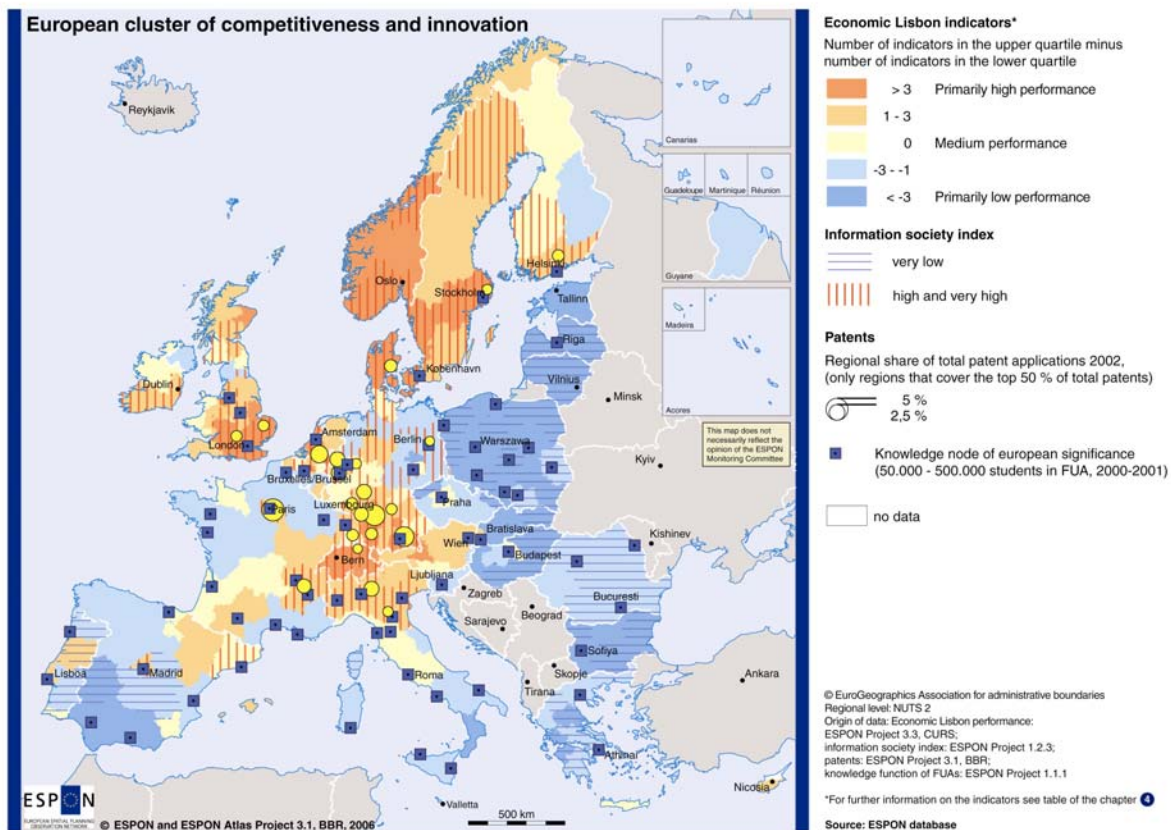 European cluster of competitiveness and innovation
Reykjavik
Canarias
Guadeloupe
Martinique
Réunion
Guyane
Madeira
Acores
Helsinki
Oslo
Stockholm
Tallinn
Riga
Dublin
København
Vilnius
Minsk
London
Amsterdam
Berlin
Warszawa
This map does not
necessarily reflect the
opinion of the ESPON
Monitoring Committee
Bruxelles/Brussel
Kyiv
Paris
Luxembourg
Praha
Bratislava
Wien
Kishinev
Bern
Budapest
Ljubljana
Zagreb
Bucuresti
Beograd
Sarajevo
Sofiya
Lisboa
Madrid
Roma
Skopje
Tirana
Ankara
Athinai
Nicosia
Valletta
500 km
ESPON
EUROPEAN SPATIAL PLANNING
OBSERVATION NETWORK
© ESPON and ESPON Atlas Project 3.1, BBR, 2006
Economic Lisbon indicators*
Number of indicators in the upper quartile minus
number of indicators in the lower quartile
> 3 Primarily high performance
1 - 3
0 Medium performance
-3 - -1
< -3 Primarily low performance
Information society index
very low
high and very high
Patents
Regional share of total patent applications 2002,
(only regions that cover the top 50 % of total patents)
5 %
2,5 %
Knowledge node of european significance
(50.000 - 500.000 students in FUA, 2000-2001)
no data
© EuroGeographics Association for administrative boundaries
Regional level: NUTS 2
Origin of data: Economic Lisbon performance:
ESPON Project 3.3, CURS;
information society index: ESPON Project 1.2.3;
patents: ESPON Project 3.1, BBR;
knowledge function of FUAs: ESPON Project 1.1.1
*For further information on the indicators see table of the chapter 4
Source: ESPON database